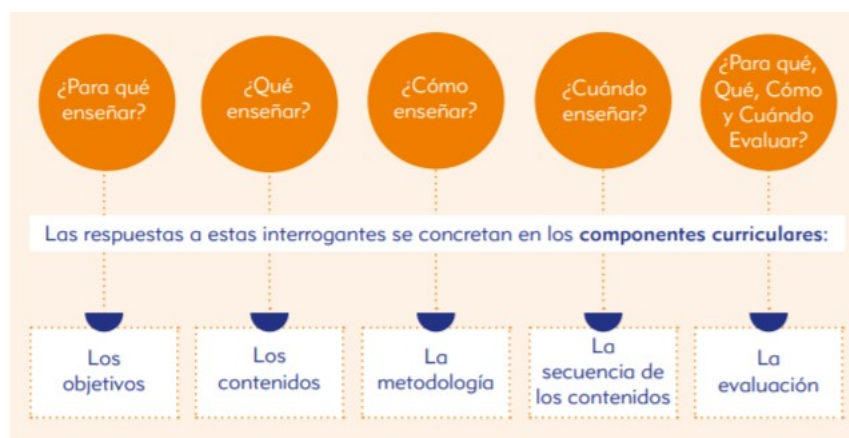 ¿Para qué
enseñar?
¿Qué
enseñar?
¿Cómo
enseñar?
¿Cuándo
enseñar?
¿Para qué,
Qué, Cómo
y Cuándo
Evaluar?
Las respuestas a estas interrogantes se concretan en los componentes curriculares:
Los
objetivos
Los
contenidos
La
metodología
La
secuencia de
los contenidos
La
evaluación